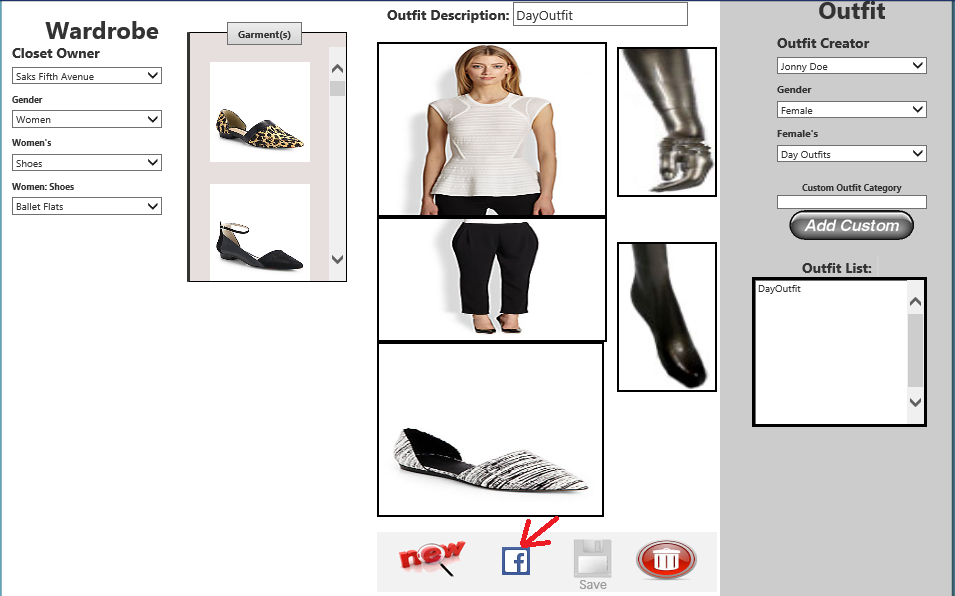 Wardrobe
Closet Owner
Saks Fifth Avenue
Gender
Women
Women's
Shoes
Women: Shoes
Ballet Flats
Garment(s)
Outfit Description: DayOutfit
new
f
Save
Outfit
Outfit Creator
Jonny Doe
Gender
Female
Female's
Day Outfits
Custom Outfit Category
Add Custom
Outfit List:
DayOutfit